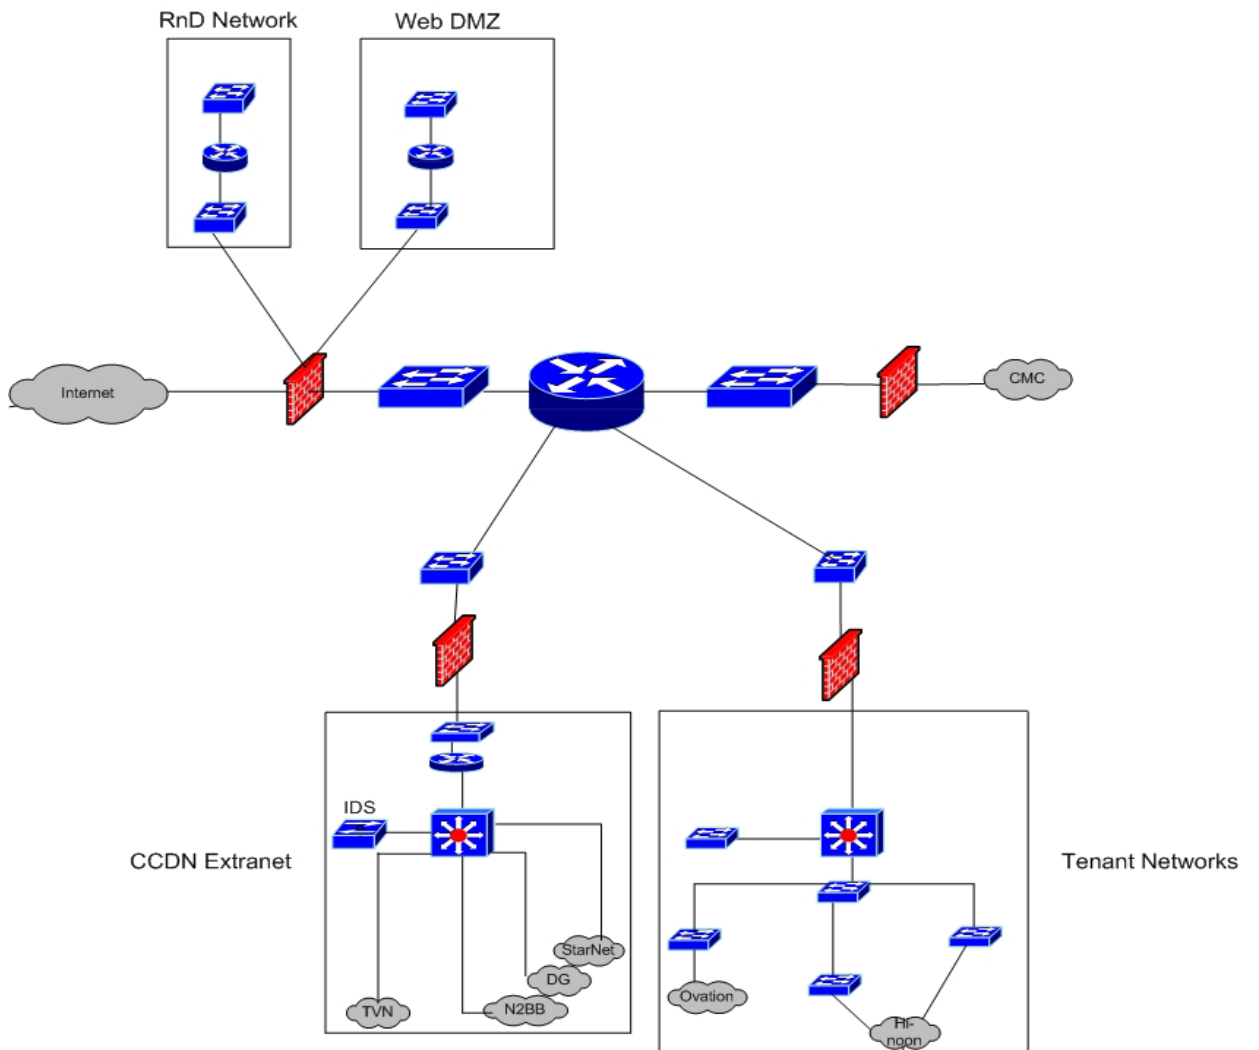 RnD Network
Web DMZ
Internet
CMC
IDS
CCDN Extranet
Tenant Networks
StarNet
DG
N2BB
TVN
Ovation
Hi-
noon